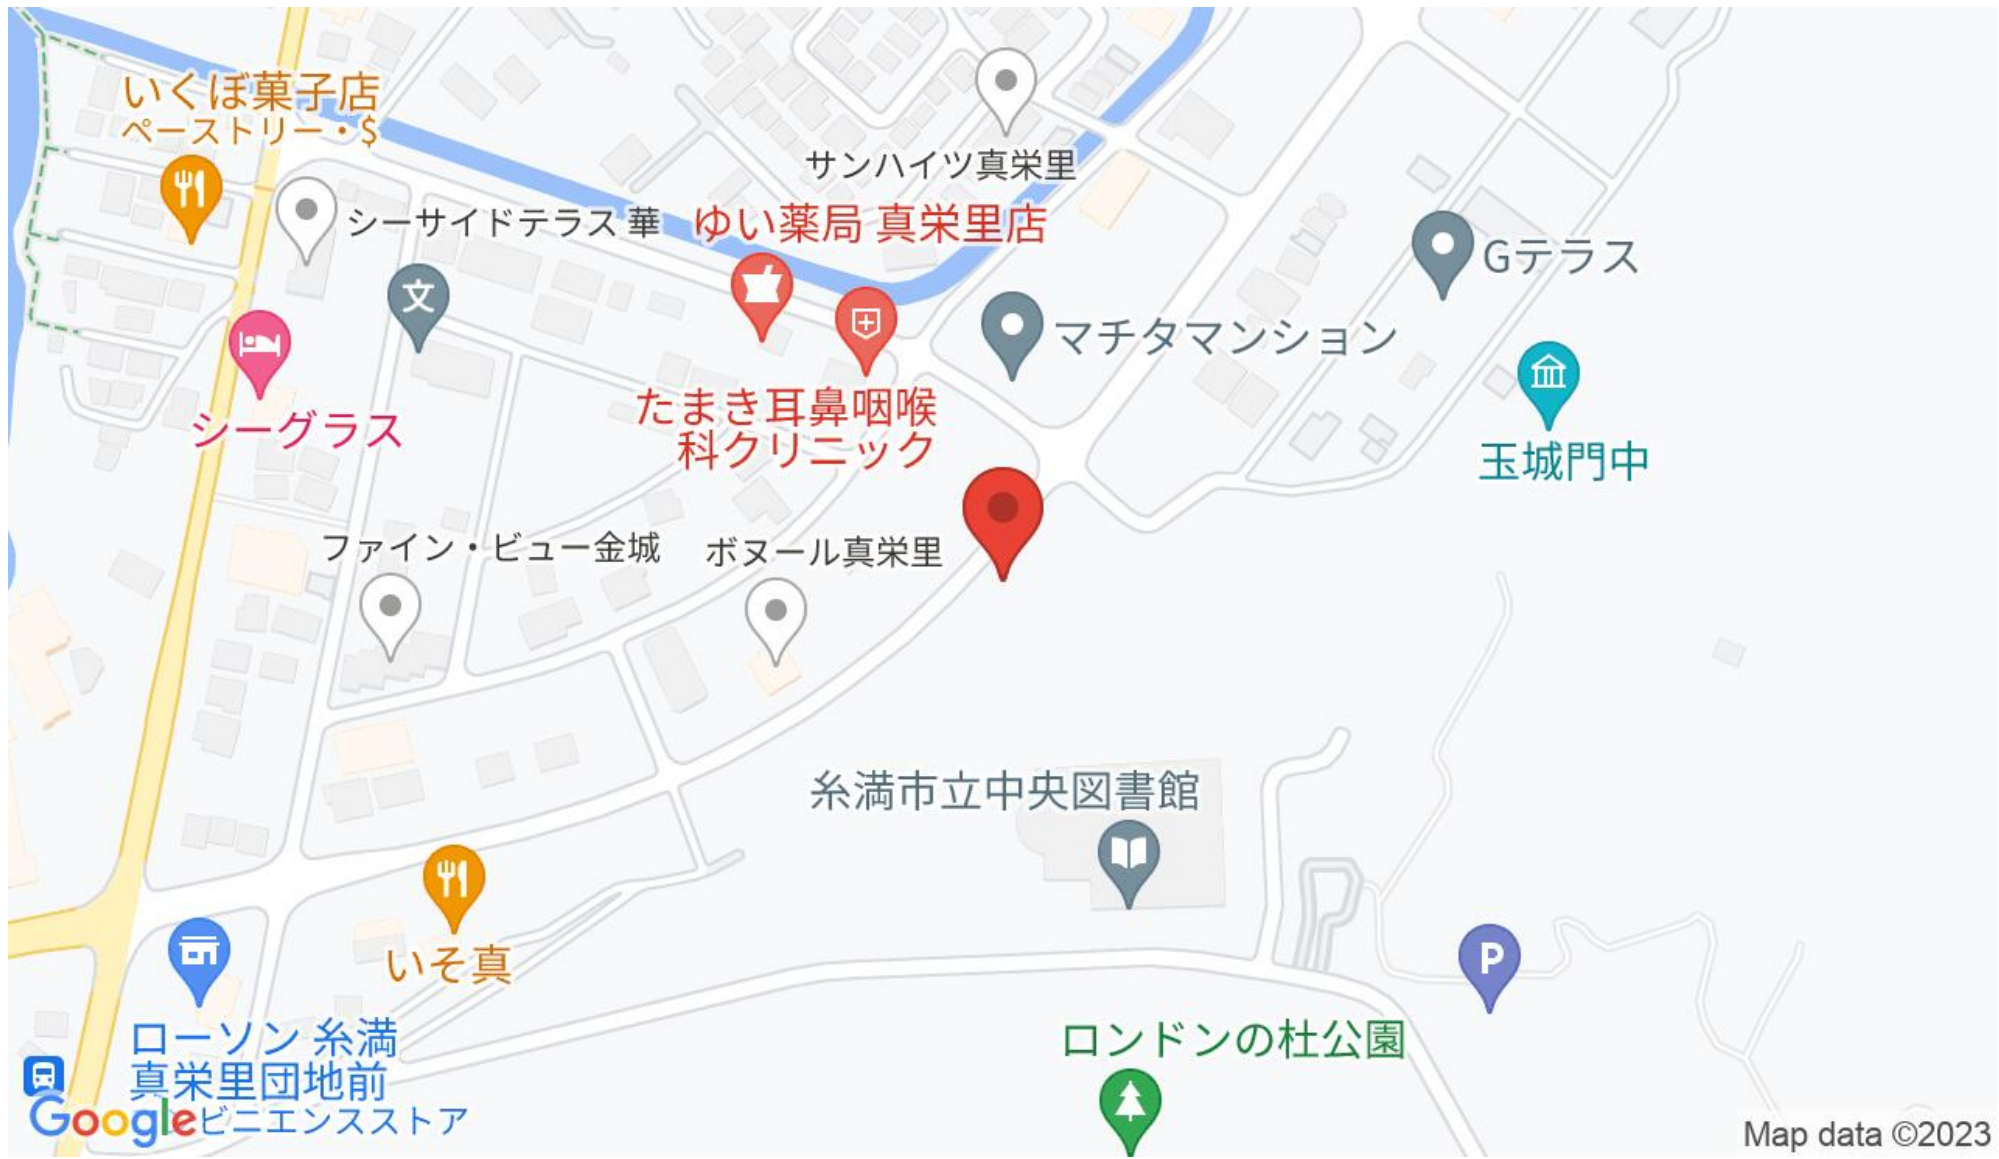 いくぼ菓子店
ペーストリー・$
サンハイツ真栄里
シーサイドテラス 華
ゆい薬局 真栄里店
Gテラス
文
マチタマンション
たまき耳鼻咽喉
科クリニック
シーグラス
玉城門中
ファイン・ビュー金城
ボヌール真栄里
糸満市立中央図書館
いそ真
P
ローソン 糸満
真栄里団地前
ロンドンの杜公園
Google
ビニエンスストア
Map data ©2023